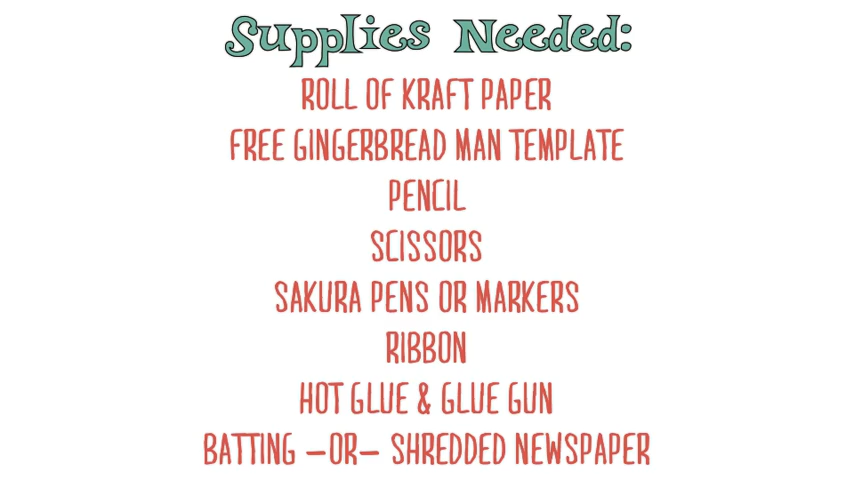 Supplies Needed:
ROLL OF KRAFT PAPER
FREE GINGERBREAD MAN TEMPLATE
PENCIL
SCISSORS
SAKURA PENS OR MARKERS
RIBBON
HOT GLUE & GLUE GUN
BATTING -OR- SHREDDED NEWSPAPER